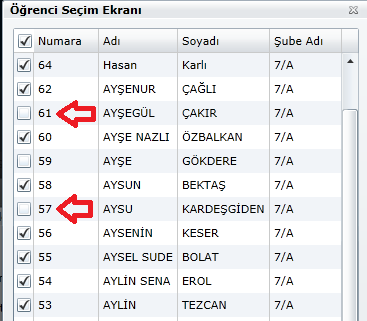 Öğrenci Seçim Ekranı
Numara Adı Soyadı Şube Adı
64 Hasan Karlı 7/A
62 AYŞENUR ÇAĞLI 7/A
61 AYŞEGÜL ÇAKIR 7/A
60 AYŞE NAZLI ÖZBALKAN 7/A
59 AYŞE GÖKDERE 7/A
58 AYSUN BEKTAŞ 7/A
57 AYSU KARDEŞGİDEN 7/A
56 AYSENİN KESER 7/A
55 AYSEL SUDE BOLAT 7/A
54 AYLİN SENA EROL 7/A
53 AYLİN TEZCAN 7/A